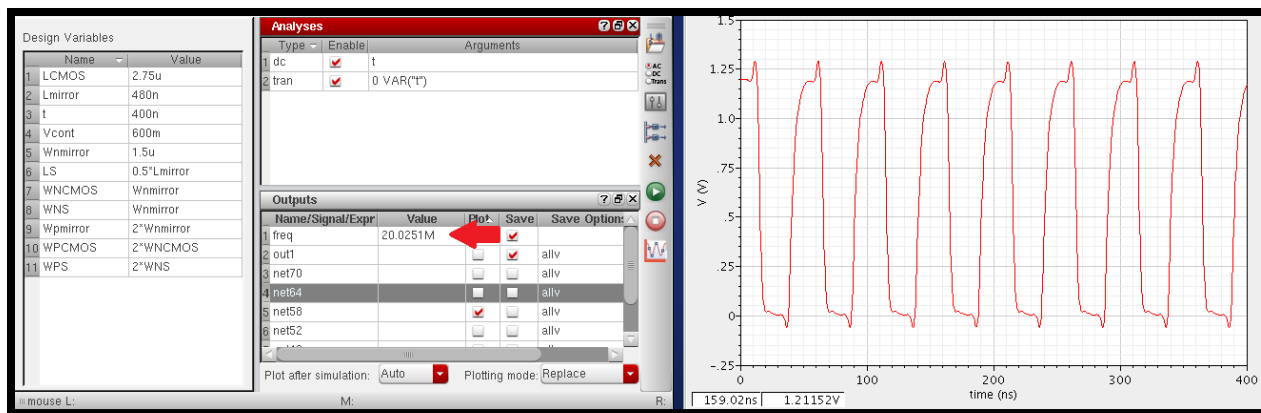 Design Variables
Name Value
1 LCMOS 2.75u
2 Lmirror 480n
3 t 400n
4 Vcont 600m
5 Wnmirror 1.5u
6 LS 0.5*Lmirror
7 WNCMOS Wnmirror
8 WNS Wnmirror
9 Wpmirror 2*Wnmirror
10 WPCMOS 2*WNCMOS
11 WPS 2*WNS
Analyses
Type Enable Arguments
1 dc t
2 tran 0 VAR("t")
AC
DC
Trans
Outputs
Name/Signal/Expr Value Plot Save Save Options
1 freq 20.0251M
2 out1 allv
3 net70 allv
4 net64 allv
5 net58 allv
6 net52 allv
Plot after simulation: Auto Plotting mode: Replace
mouse L: M: R:
1.5
1.25
1.0
.75
.5
.25
0
-.25
V (V)
0 100 200 300 400
time (ns)
159.02ns 1.21152V